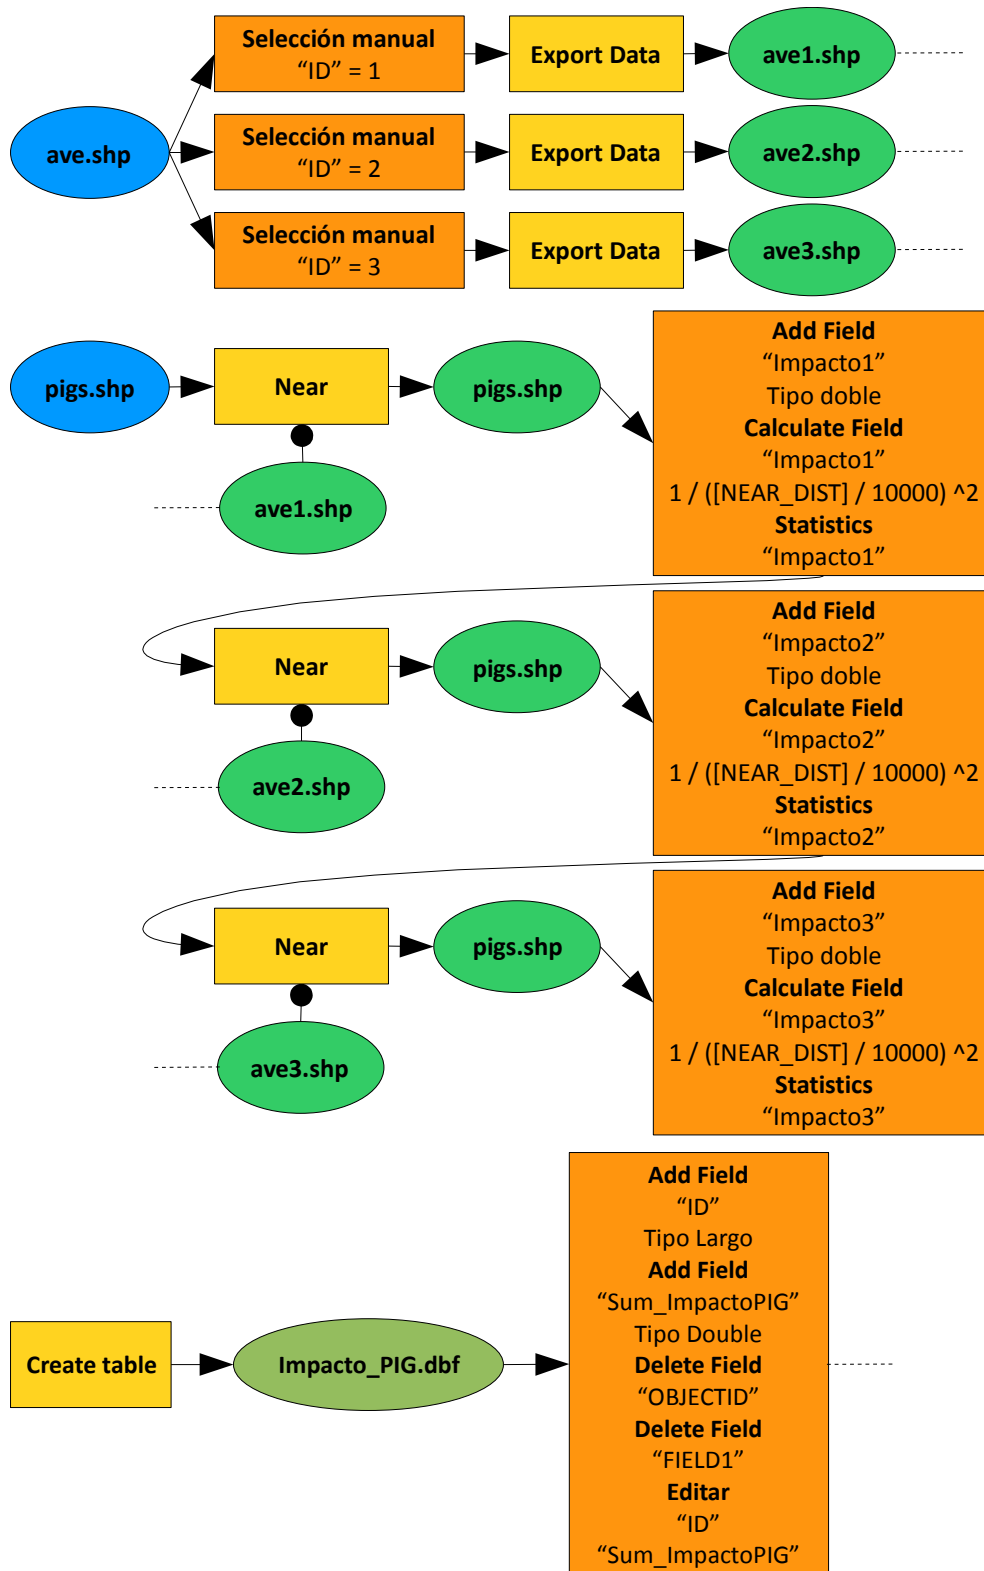 Selección manual
“ID” = 1
Export Data
ave1.shp
ave.shp
Selección manual
“ID” = 2
Export Data
ave2.shp
Selección manual
“ID” = 3
Export Data
ave3.shp
pigs.shp
Near
pigs.shp
ave1.shp
Add Field
“Impacto1”
Tipo doble
Calculate Field
“Impacto1”
1 / ([NEAR_DIST] / 10000) ^2
Statistics
“Impacto1”
Near
pigs.shp
ave2.shp
Add Field
“Impacto2”
Tipo doble
Calculate Field
“Impacto2”
1 / ([NEAR_DIST] / 10000) ^2
Statistics
“Impacto2”
Near
pigs.shp
ave3.shp
Add Field
“Impacto3”
Tipo doble
Calculate Field
“Impacto3”
1 / ([NEAR_DIST] / 10000) ^2
Statistics
“Impacto3”
Create table
Impacto_PIG.dbf
Add Field
“ID”
Tipo Largo
Add Field
“Sum_ImpactoPIG”
Tipo Double
Delete Field
“OBJECTID”
Delete Field
“FIELD1”
Editar
“ID”
“Sum_ImpactoPIG”